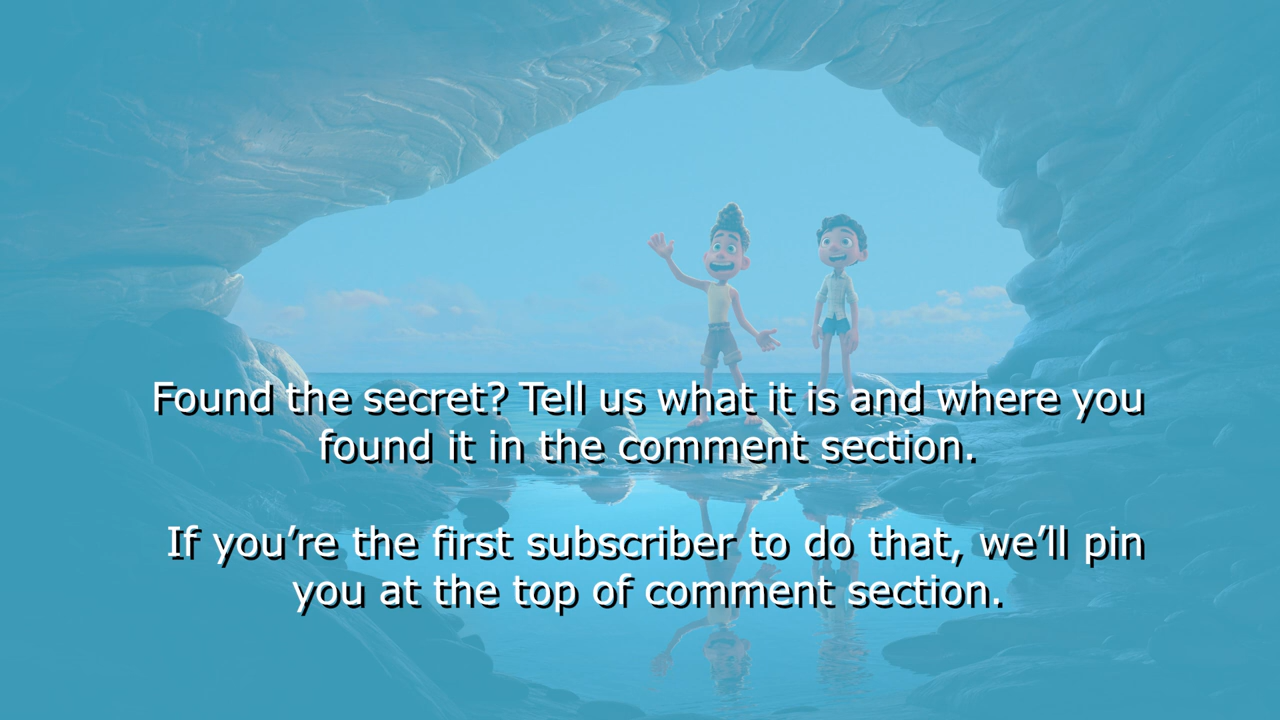 Found the secret? Tell us what it is and where you
found it in the comment section.
If you’re the first subscriber to do that, we’ll pin
you at the top of comment section.